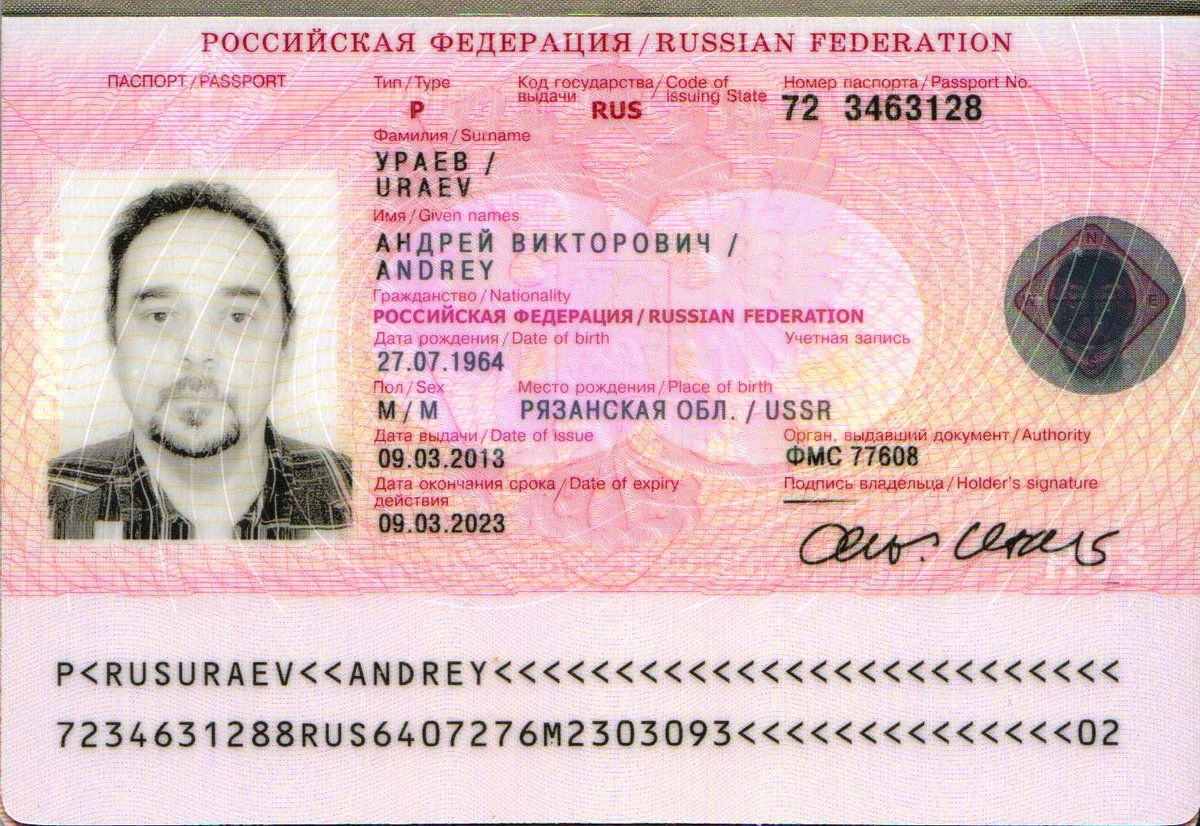 РОССИЙСКАЯ ФЕДЕРАЦИЯ / RUSSIAN FEDERATION
ПАСПОРТ / PASSPORT
Тип / Type
P
Код государства / Code of
выдачи issuing State
RUS
Номер паспорта / Passport No.
72 3463128
Фамилия / Surname
УРАЕВ /
URAEV
Имя / Given names
АНДРЕЙ ВИКТОРОВИЧ /
ANDREY
Гражданство / Nationality
РОССИЙСКАЯ ФЕДЕРАЦИЯ / RUSSIAN FEDERATION
Дата рождения / Date of birth
27.07.1964
Учетная запись
Пол / Sex
М / M
Место рождения / Place of birth
РЯЗАНСКАЯ ОБЛ. / USSR
Дата выдачи / Date of issue
09.03.2013
Орган, выдавший документ / Authority
ФМС 77608
Дата окончания срока / Date of expiry
действия
09.03.2023
Подпись владельца / Holder's signature
P<RUSURAEV<<ANDREY<<<<<<<<<<<<<<<<<<<<<<<<<<
7234631288RUS6407276M2303093<<<<<<<<<<<<<<02